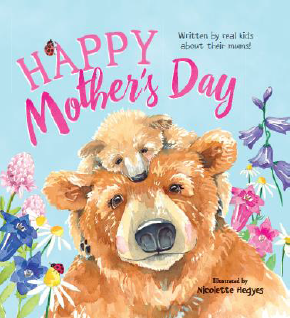 HAPPY
Mother's Day
Written by real kids
about their mums!
Illustrated by
Nicolette Hegyes